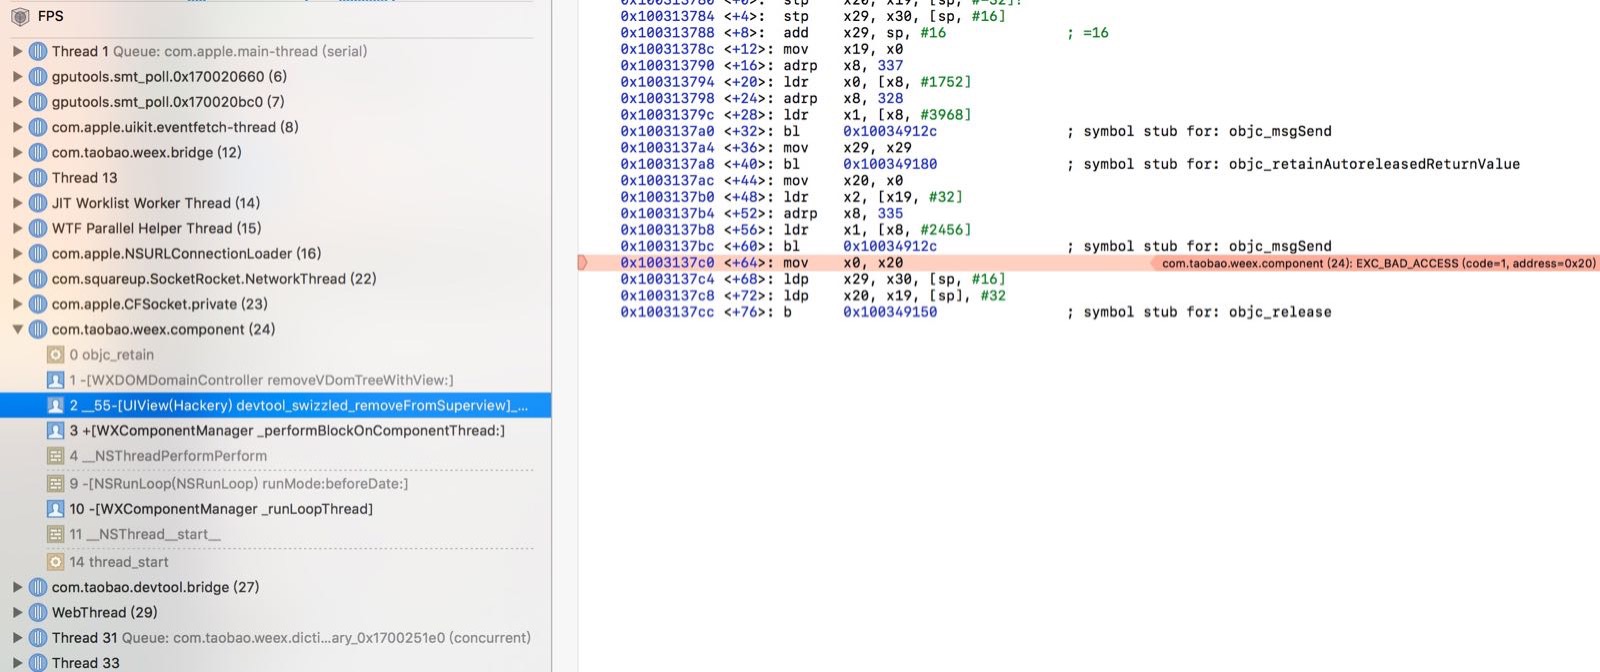 FPS
Thread 1 Queue: com.apple.main-thread (serial)
gputools.smt_poll.0x170020660 (6)
gputools.smt_poll.0x170020bc0 (7)
com.apple.uikit.eventfetch-thread (8)
com.taobao.weex.bridge (12)
Thread 13
JIT Worklist Worker Thread (14)
WTF Parallel Helper Thread (15)
com.apple.NSURLConnectionLoader (16)
com.squareup.SocketRocket.NetworkThread (22)
com.apple.CFSocket.private (23)
com.taobao.weex.component (24)
0 objc_retain
1 -[WXDOMDomainController removeVDomTreeWithView:]
2 __55-[UIView(Hackery) devtool_swizzled_removeFromSuperview]_...
3 +[WXComponentManager _performBlockOnComponentThread:]
4 __NSThreadPerformPerform
9 -[NSRunLoop(NSRunLoop) runMode:beforeDate:]
10 -[WXComponentManager _runLoopThread]
11 __NSThread__start__
14 thread_start
com.taobao.devtool.bridge (27)
WebThread (29)
Thread 31 Queue: com.taobao.weex.dicti...ary_0x1700251e0 (concurrent)
Thread 33
0x100313784 <+4>: stp x29, x30, [sp, #16]
0x100313788 <+8>: add x29, sp, #16 ; =16
0x10031378c <+12>: mov x19, x0
0x100313790 <+16>: adrp x8, 337
0x100313794 <+20>: ldr x0, [x8, #1752]
0x100313798 <+24>: adrp x8, 328
0x10031379c <+28>: ldr x1, [x8, #3968]
0x1003137a0 <+32>: bl 0x10034912c ; symbol stub for: objc_msgSend
0x1003137a4 <+36>: mov x29, x29
0x1003137a8 <+40>: bl 0x100349180 ; symbol stub for: objc_retainAutoreleasedReturnValue
0x1003137ac <+44>: mov x20, x0
0x1003137b0 <+48>: ldr x2, [x19, #32]
0x1003137b4 <+52>: adrp x8, 335
0x1003137b8 <+56>: ldr x1, [x8, #2456]
0x1003137bc <+60>: bl 0x10034912c ; symbol stub for: objc_msgSend
0x1003137c0 <+64>: mov x0, x20 com.taobao.weex.component (24): EXC_BAD_ACCESS (code=1, address=0x20)
0x1003137c4 <+68>: ldp x29, x30, [sp, #16]
0x1003137c8 <+72>: ldp x20, x19, [sp], #32
0x1003137cc <+76>: b 0x100349150 ; symbol stub for: objc_release